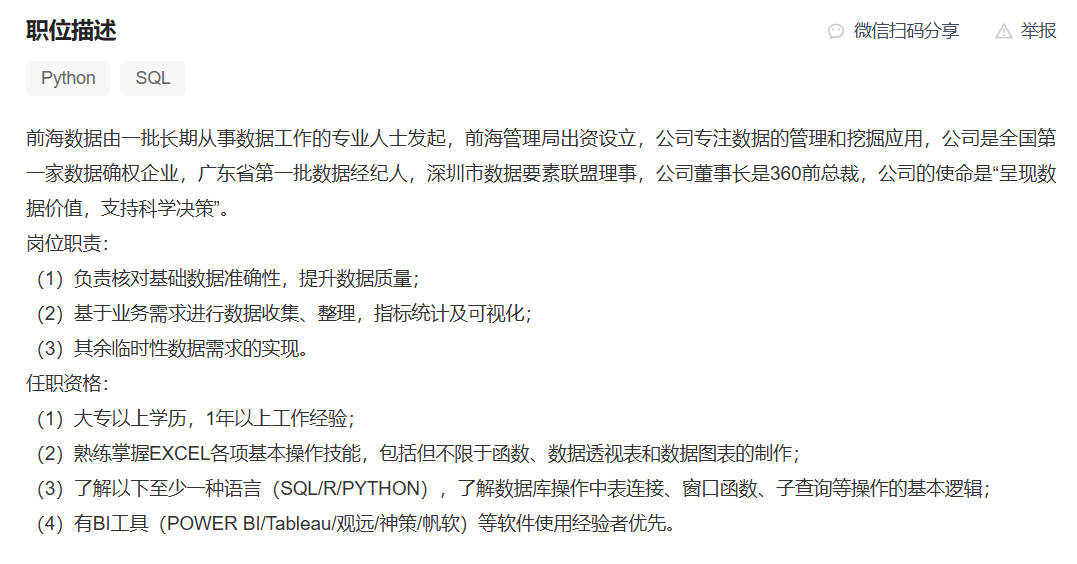 职位描述
微信扫码分享
举报
Python
SQL
前海数据由一批长期从事数据工作的专业人士发起，前海管理局出资设立，公司专注数据的管理和挖掘应用，公司是全国第
一家数据确权企业，广东省第一批数据经纪人，深圳市数据要素联盟理事，公司董事长是360前总裁，公司的使命是“呈现数
据价值，支持科学决策”。
岗位职责：
（1）负责核对基础数据准确性，提升数据质量；
（2）基于业务需求进行数据收集、整理，指标统计及可视化；
（3）其余临时性数据需求的实现。
任职资格：
（1）大专以上学历，1年以上工作经验；
（2）熟练掌握EXCEL各项基本操作技能，包括但不限于函数、数据透视表和数据图表的制作；
（3）了解以下至少一种语言（SQL/R/PYTHON），了解数据库操作中表连接、窗口函数、子查询等操作的基本逻辑；
（4）有BI工具（POWER BI/Tableau/观远/神策/帆软）等软件使用经验者优先。